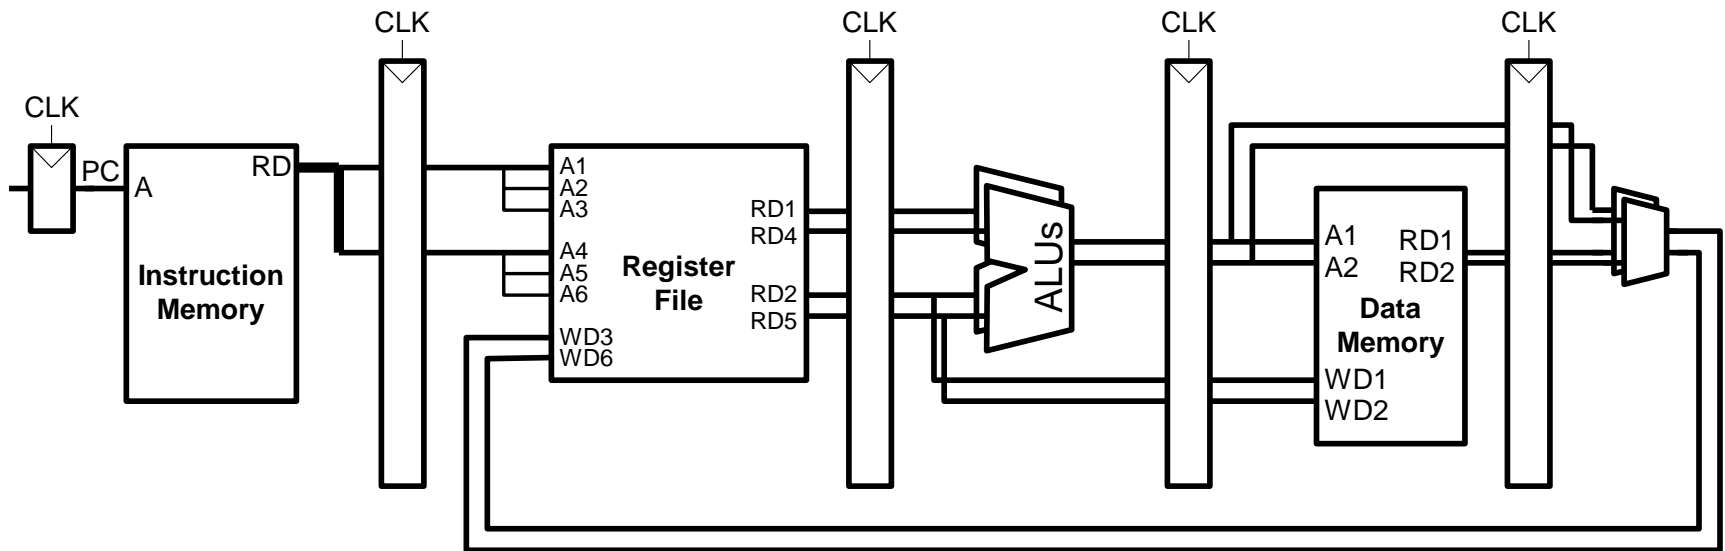 CLK
CLK
CLK
CLK
CLK
PC
A
RD
Instruction
Memory
A1
A2
A3
A4
A5
A6
WD3
WD6
Register
File
RD1
RD4
RD2
RD5
ALUs
A1
A2
RD1
RD2
Data
Memory
WD1
WD2